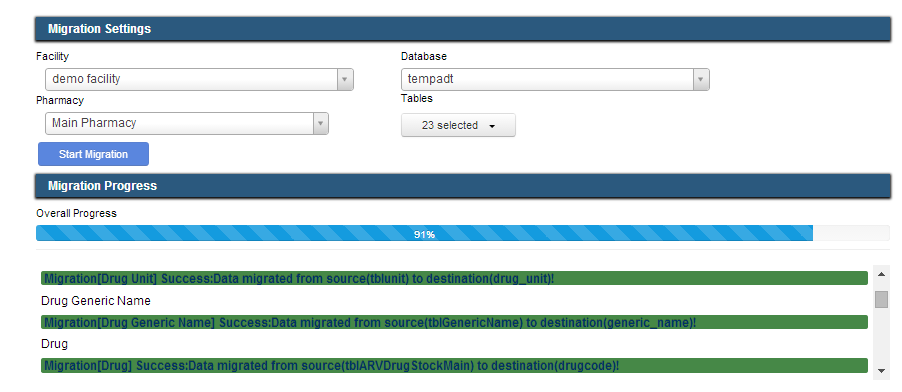 Migration Settings
Facility
Database
demo facility
tempadt
Pharmacy
Tables
Main Pharmacy
23 selected
Start Migration
Migration Progress
Overall Progress
91%
Migration[Drug Unit] Success:Data migrated from source(tblunit) to destination(drug_unit)!
Drug Generic Name
Migration[Drug Generic Name] Success:Data migrated from source(tblGenericName) to destination(generic_name)!
Drug
Migration[Drug] Success:Data migrated from source(tblARVDrugStockMain) to destination(drugcode)!